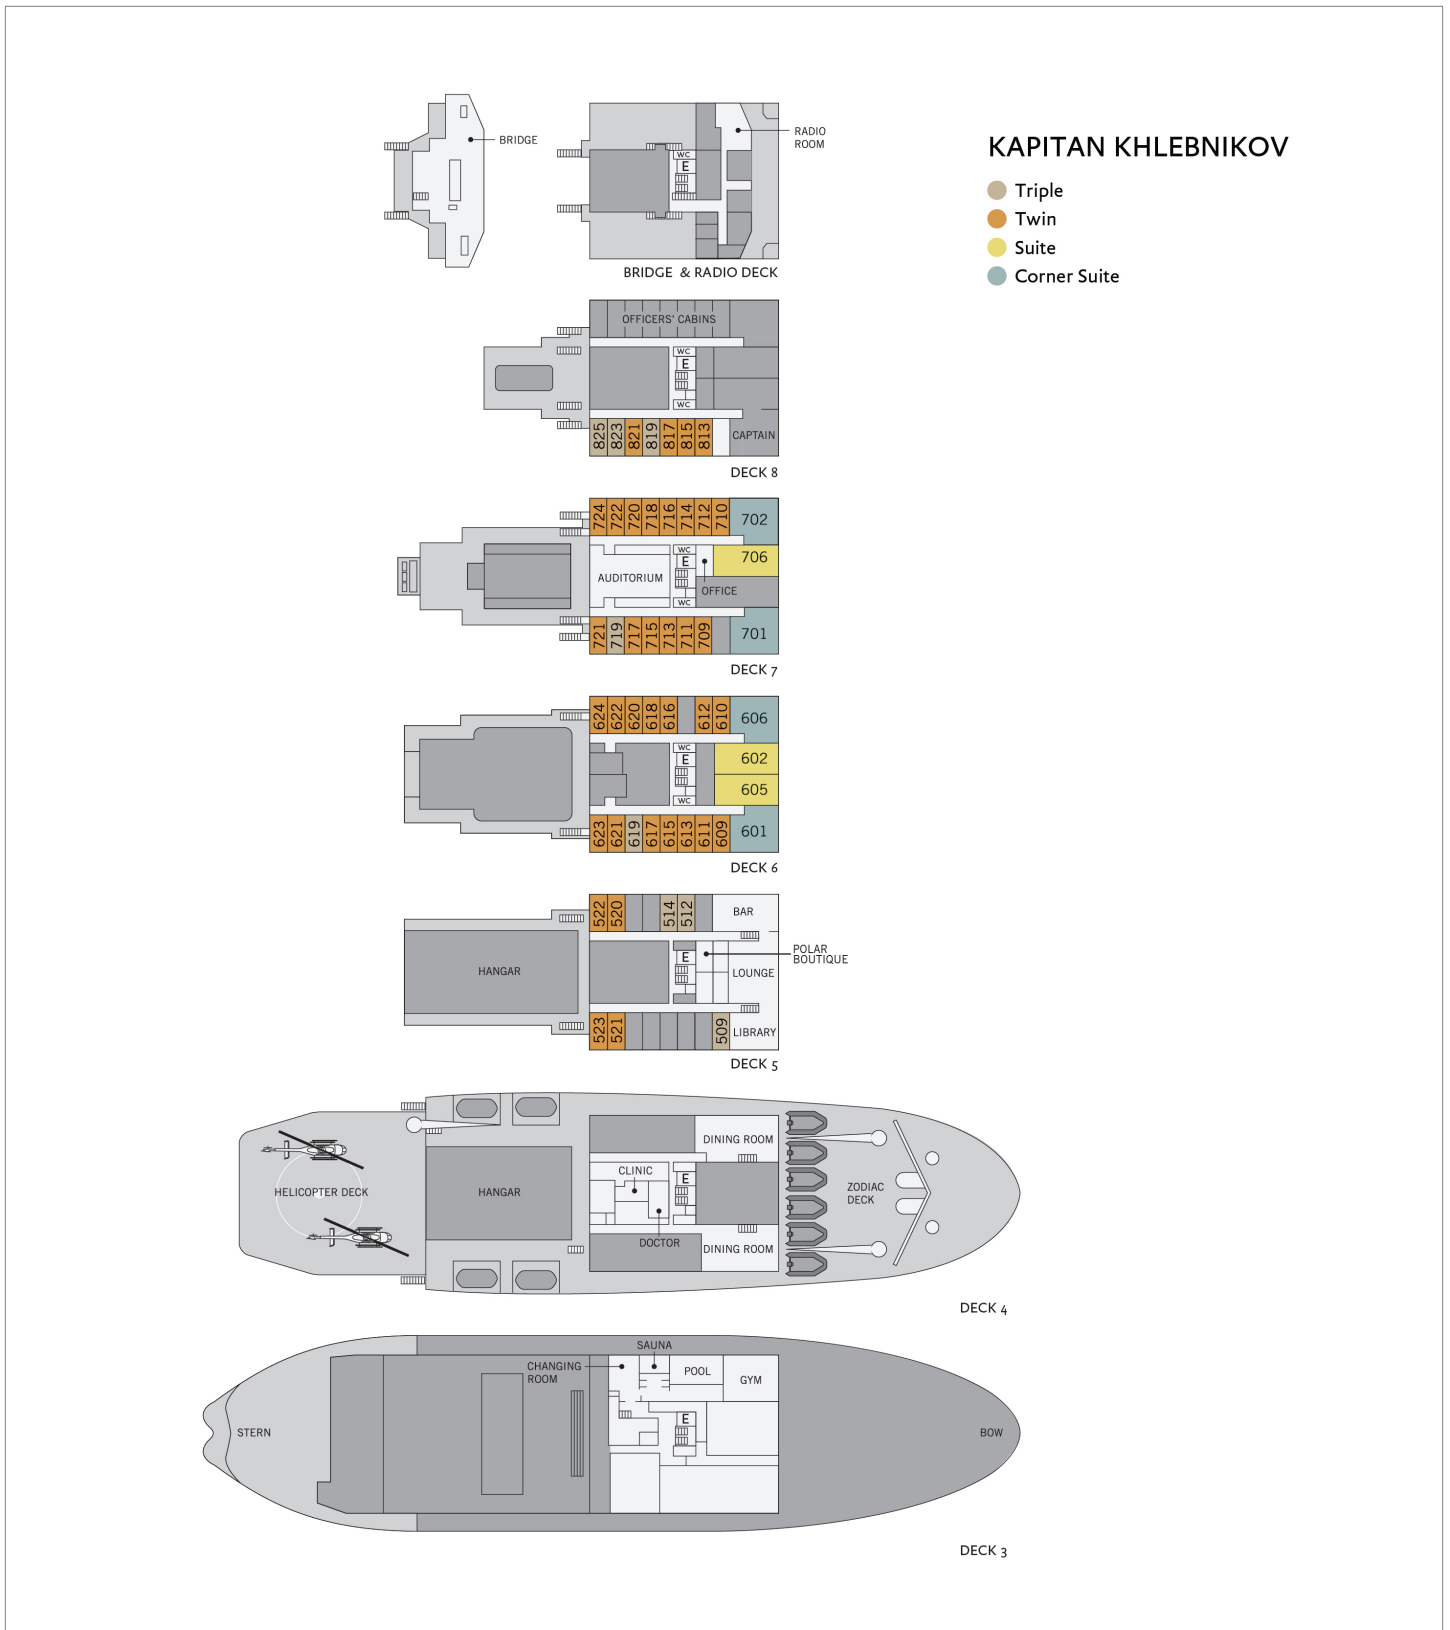 KAPITAN KHLEBNIKOV
Triple
Twin
Suite
Corner Suite
BRIDGE
WC
E
RADIO
ROOM
BRIDGE & RADIO DECK
OFFICERS' CABINS
WC
E
WC
825 823 821 819 817 815 813
CAPTAIN
DECK 8
724 722 720 718 716 714 712 710
702
WC
E
706
AUDITORIUM
OFFICE
WC
721 719 717 715 713 711 709
701
DECK 7
624 622 620 618 616 612 610
606
WC
E
602
605
WC
623 621 619 617 615 613 611 609
601
DECK 6
522 520 514 512
BAR
POLAR
BOUTIQUE
E
HANGAR
LOUNGE
523 521 509
LIBRARY
DECK 5
DINING ROOM
CLINIC
E
HELICOPTER DECK
HANGAR
ZODIAC
DECK
DOCTOR
DINING ROOM
DECK 4
SAUNA
CHANGING
ROOM
POOL
GYM
E
STERN
BOW
DECK 3